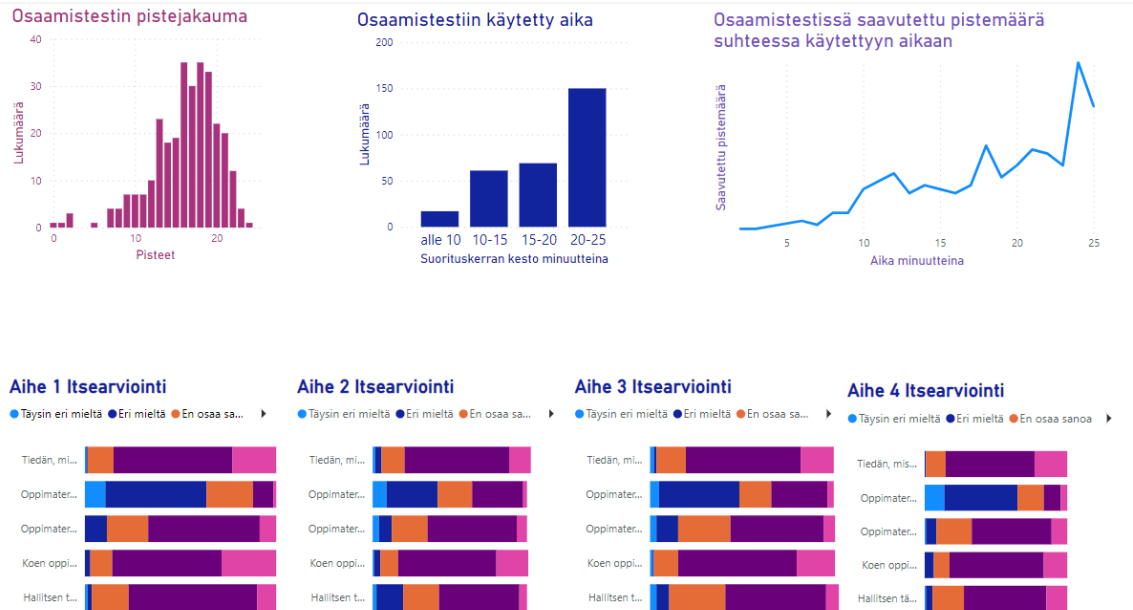 Osaamistestin pistejakauma
40
30
20
10
0
Lukumäärä
0 10 20
Pisteet
Osaamistestiin käytetty aika
200
150
100
50
0
Lukumäärä
alle 10 10-15 15-20 20-25
Suorituskerran kesto minuutteina
Osaamistestissä saavutettu pistemäärä
suhteessa käytettyyn aikaan
Saavutettu pistemäärä
5 10 15 20 25
Aika minuutteina
Aihe 1 Itsearviointi
Täysin eri mieltä Eri mieltä En osaa sa...
Tiedän, mi...
Oppimater...
Oppimater...
Koen oppi...
Hallitsen t...
Aihe 2 Itsearviointi
Täysin eri mieltä Eri mieltä En osaa sa...
Tiedän, mi...
Oppimater...
Oppimater...
Koen oppi...
Hallitsen t...
Aihe 3 Itsearviointi
Täysin eri mieltä Eri mieltä En osaa sa...
Tiedän, mi...
Oppimater...
Oppimater...
Koen oppi...
Hallitsen t...
Aihe 4 Itsearviointi
Täysin eri mieltä Eri mieltä En osaa sanoa
Tiedän, mis...
Oppimater...
Oppimater...
Koen oppi...
Hallitsen tä...